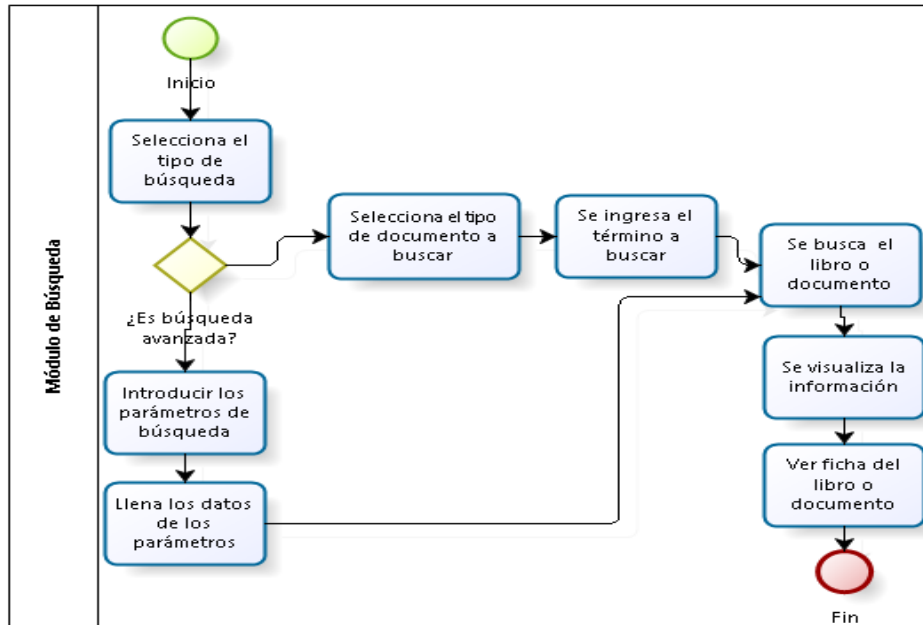 Módulo de Búsqueda
Inicio
Selecciona el
tipo de
búsqueda
¿Es búsqueda
avanzada?
Selecciona el tipo
de documento a
buscar
Se ingresa el
término a
buscar
Se busca el
libro o
documento
Introducir los
parámetros de
búsqueda
Llena los datos
de los
parámetros
Se visualiza la
información
Ver ficha del
libro o
documento
Fin